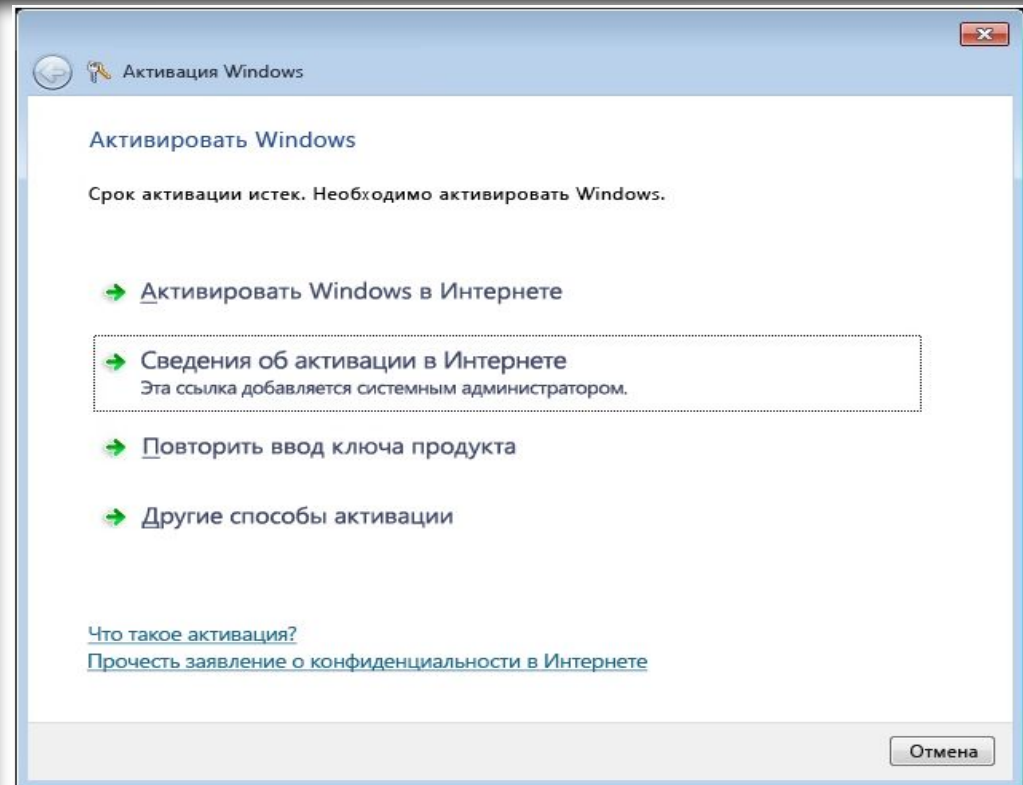 Активация Windows
Активировать Windows
Срок активации истек. Необходимо активировать Windows.
Активировать Windows в Интернете
Сведения об активации в Интернете
Эта ссылка добавляется системным администратором.
Повторить ввод ключа продукта
Другие способы активации
Что такое активация?
Прочесть заявление о конфиденциальности в Интернете
Отмена